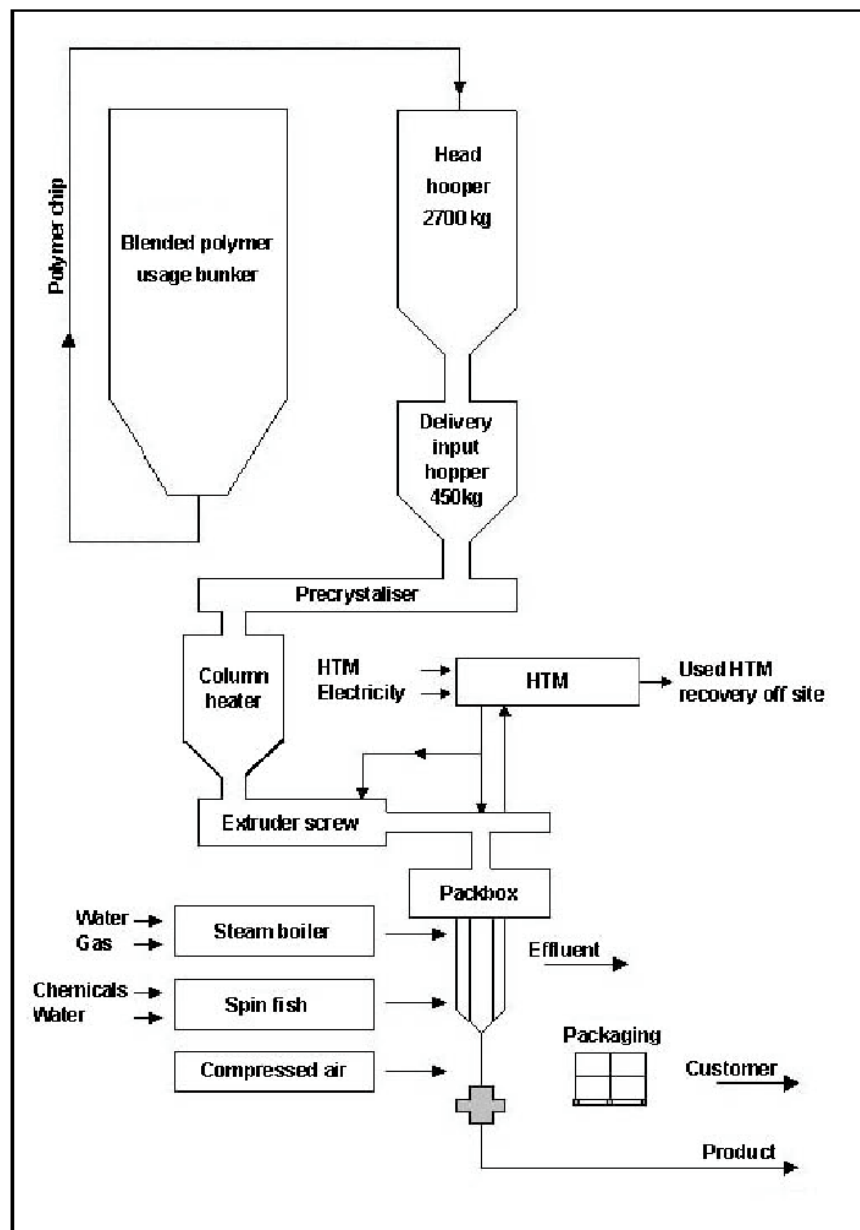 Polymer chip
Blended polymer
usage bunker
Head
hooper
2700 kg
Delivery
input
hopper
450kg
Precrystaliser
Column
heater
HTM
Electricity
HTM
Used HTM
recovery off site
Extruder screw
Packbox
Water
Gas
Steam boiler
Effluent
Chemicals
Water
Spin fish
Packaging
Compressed air
Customer
Product